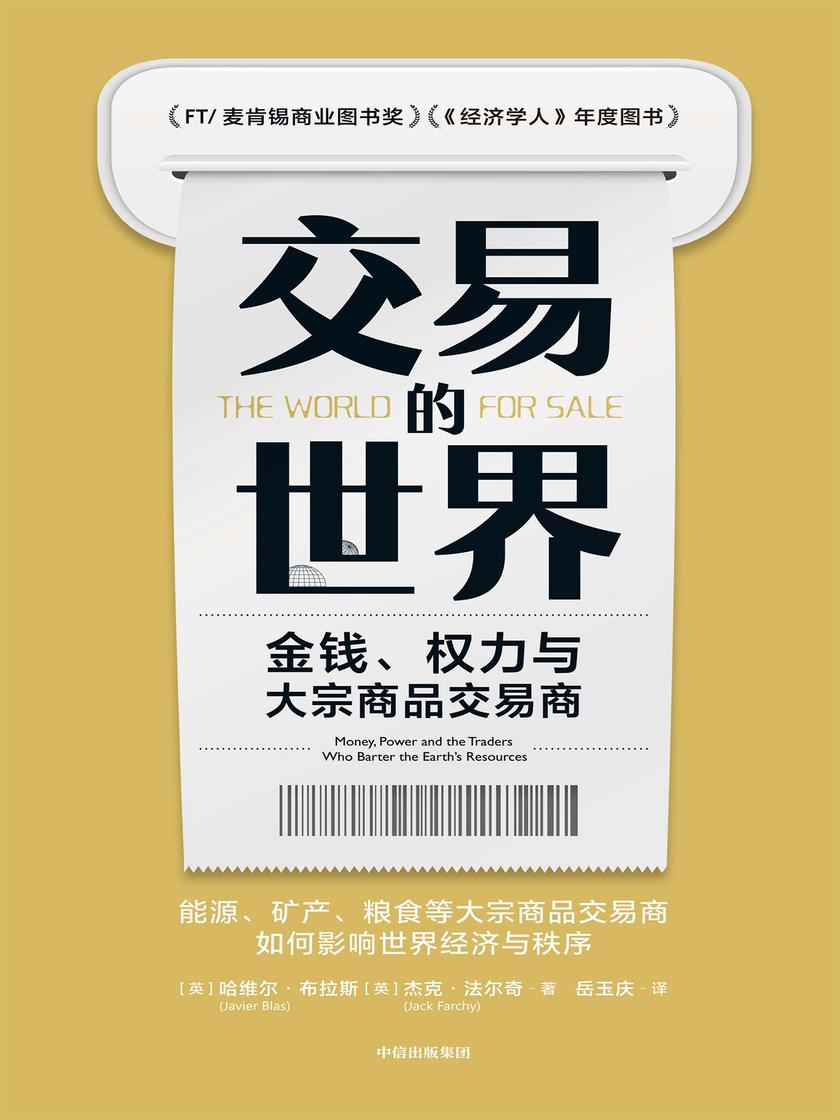 FT/麦肯锡商业图书奖 《经济学人》年度图书
交易
THE WORLD 的 FOR SALE
世界
金钱、权力与
大宗商品交易商
Money, Power and the Traders
Who Barter the Earth's Resources
能源、矿产、粮食等大宗商品交易商
如何影响世界经济与秩序
[英]哈维尔·布拉斯 [英]杰克·法尔奇-著 岳玉庆-译
(Javier Blas) (Jack Farchy)
中信出版集团